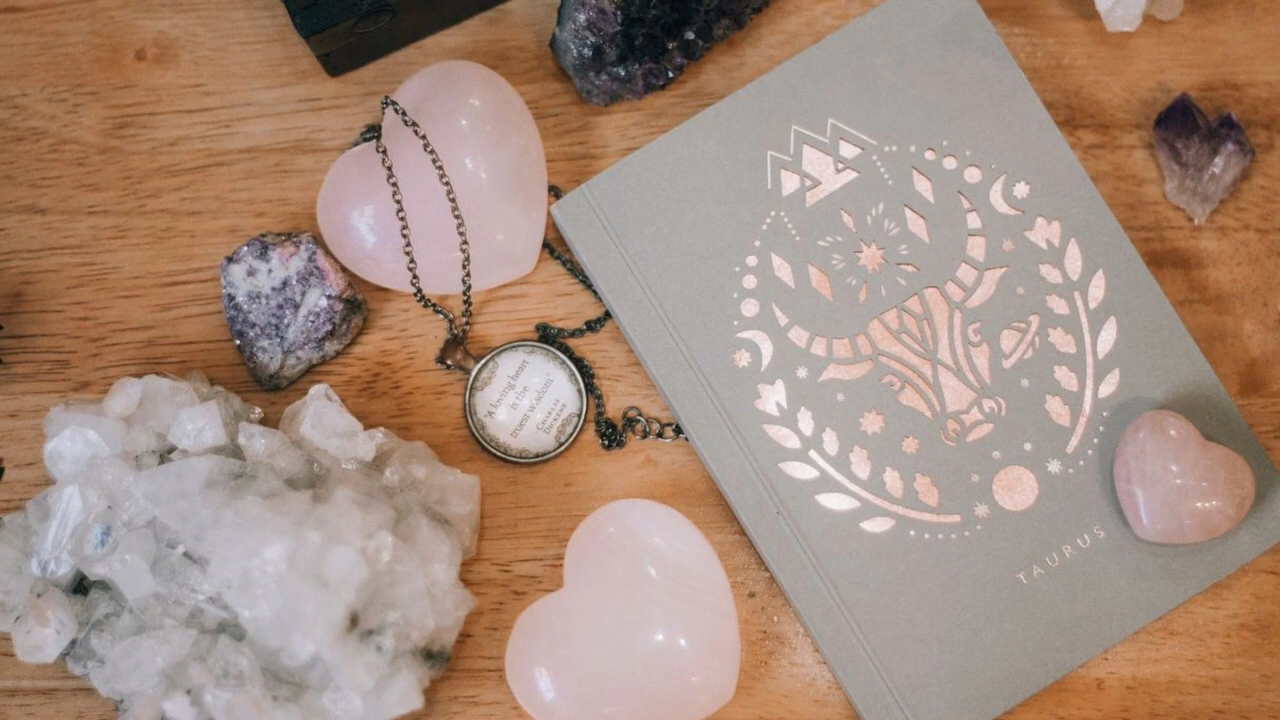 "A loving heart
is the
truest wisdom."
CHARLES
DICKENS
TAURUS